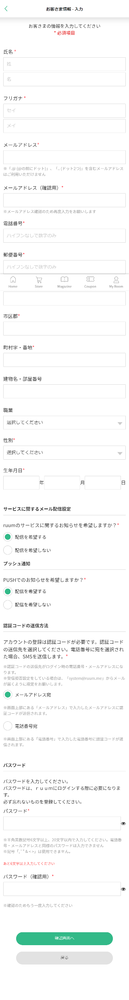 お客さま情報 - 入力
お客さまの情報を入力してください
* 必須項目
氏名 *
姓
名
フリガナ *
セイ
メイ
メールアドレス*
※「.@ (@の前にドット)」、「.. (ドット2つ)」を含むメールアドレス
はご利用いただけません
メールアドレス（確認用）*
※メールアドレス確認のため再度入力をお願いします
電話番号*
ハイフンなしで数字のみ
郵便番号*
ハイフンなしで数字のみ
Home Store Magazine Coupon My Room
市区郡*
町村字・番地*
建物名・部屋番号
職業
選択してください
性別*
選択してください
生年月日*
年 月 日
サービスに関するメール配信設定
ruumのサービスに関するお知らせを希望しますか？*
配信を希望する
配信を希望しない
プッシュ通知
PUSHでのお知らせを希望しますか？*
配信を希望する
配信を希望しない
認証コードの送信方法
アカウントの登録は認証コードが必要です。認証コード
の送信先を選択してください。電話番号に宛を選択され
た場合、SMSを送信します。*
※認証コードの送信先がログイン時の電話番号・メールアドレスにな
ります。
※受信拒否設定をしている場合は、「system@ruum.me」からメール
が届くように設定をお願いします。
メールアドレス宛
※画面上部にある「メールアドレス」で入力したメールアドレスに認
証コードが送信されます。
電話番号宛
※画面上部にある「電話番号」で入力した電話番号に認証コードが送
信されます。
パスワード
パスワードを入力してください。
パスワードは、ｒｕｕｍにログインする際に必要になりま
す。
必ず忘れないものを登録してください。
パスワード*
※半角英数記号6文字以上、20文字以内で入力してください。電話番
号・メールアドレスと同様のパスワードは入力できません
※記号「, ' " & < >」は使用できません。
あと6文字以上入力してください
パスワード（確認用）*
※確認のためもう一度入力してください
確認画面へ
戻る